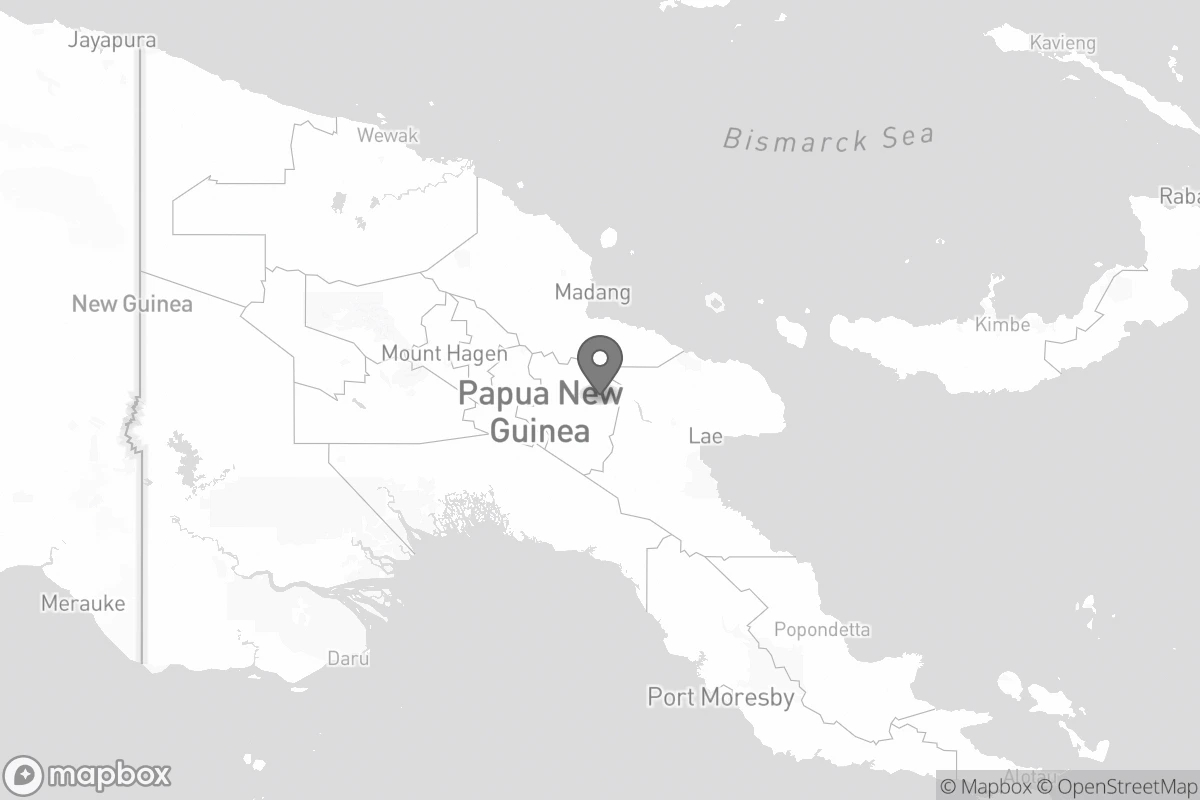 Jayapura
Kavieng
Wewak
Bismarck Sea
Raba
Madang
New Guinea
Kimbe
Mount Hagen
Papua New
Guinea
Lae
Merauke
Popondetta
Darú
Port Moresby
Alotau
mapbox
© Mapbox © OpenStreetMap